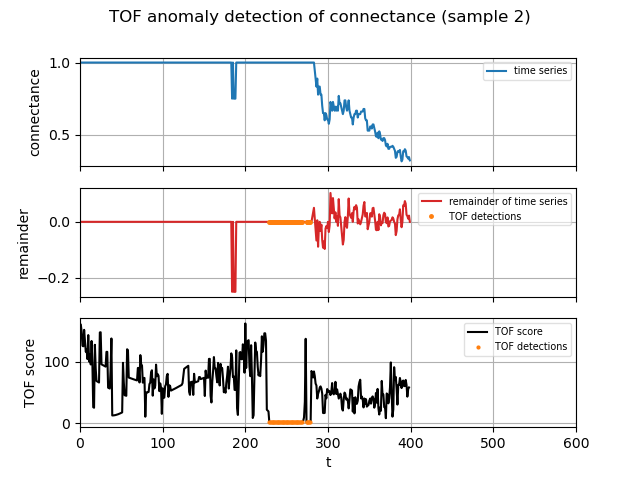 TOF anomaly detection of connectance (sample 2)
1.0
0.5
connectance
time series
0.0
−0.2
remainder
remainder of time series
TOF detections
100
0
TOF score
TOF score
TOF detections
0 100 200 300 400 500 600
t